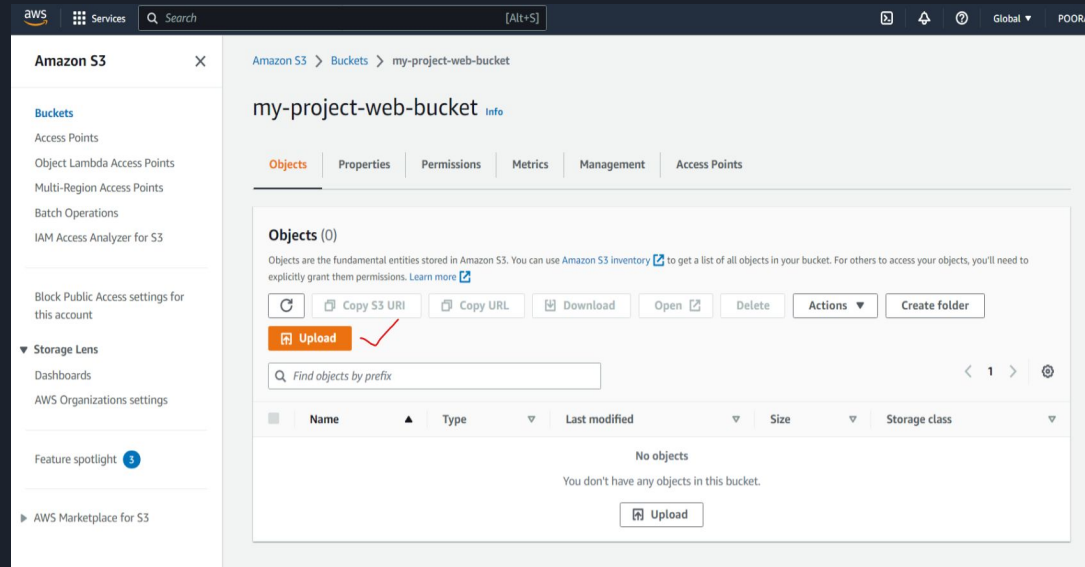 aws Services Search [Alt+S] Global POORA
Amazon S3
Buckets
Access Points
Object Lambda Access Points
Multi-Region Access Points
Batch Operations
IAM Access Analyzer for S3
Block Public Access settings for
this account
Storage Lens
Dashboards
AWS Organizations settings
Feature spotlight 3
AWS Marketplace for S3
Amazon S3 > Buckets > my-project-web-bucket
my-project-web-bucket Info
Objects Properties Permissions Metrics Management Access Points
Objects (0)
Objects are the fundamental entities stored in Amazon S3. You can use Amazon S3 inventory to get a list of all objects in your bucket. For others to access your objects, you'll need to
explicitly grant them permissions. Learn more
Copy S3 URI Copy URL Download Open Delete Actions Create folder
Upload
Find objects by prefix
< 1 >
Name Type Last modified Size Storage class
No objects
You don't have any objects in this bucket.
Upload